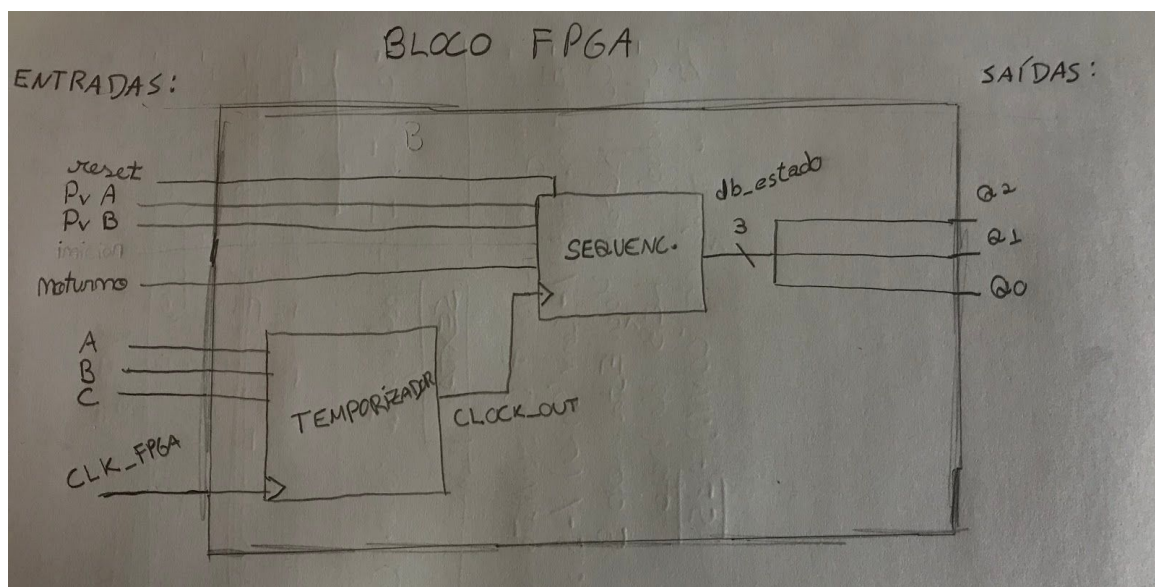 BLOCO FPGA
ENTRADAS:
SAÍDAS:
B
reset
Pv A
Pv B
noturno
A
B
C
CLK_FPGA
TEMPORIZADOR
CLOCK_OUT
SEQUENC.
db_estado
3
Q2
Q1
Q0